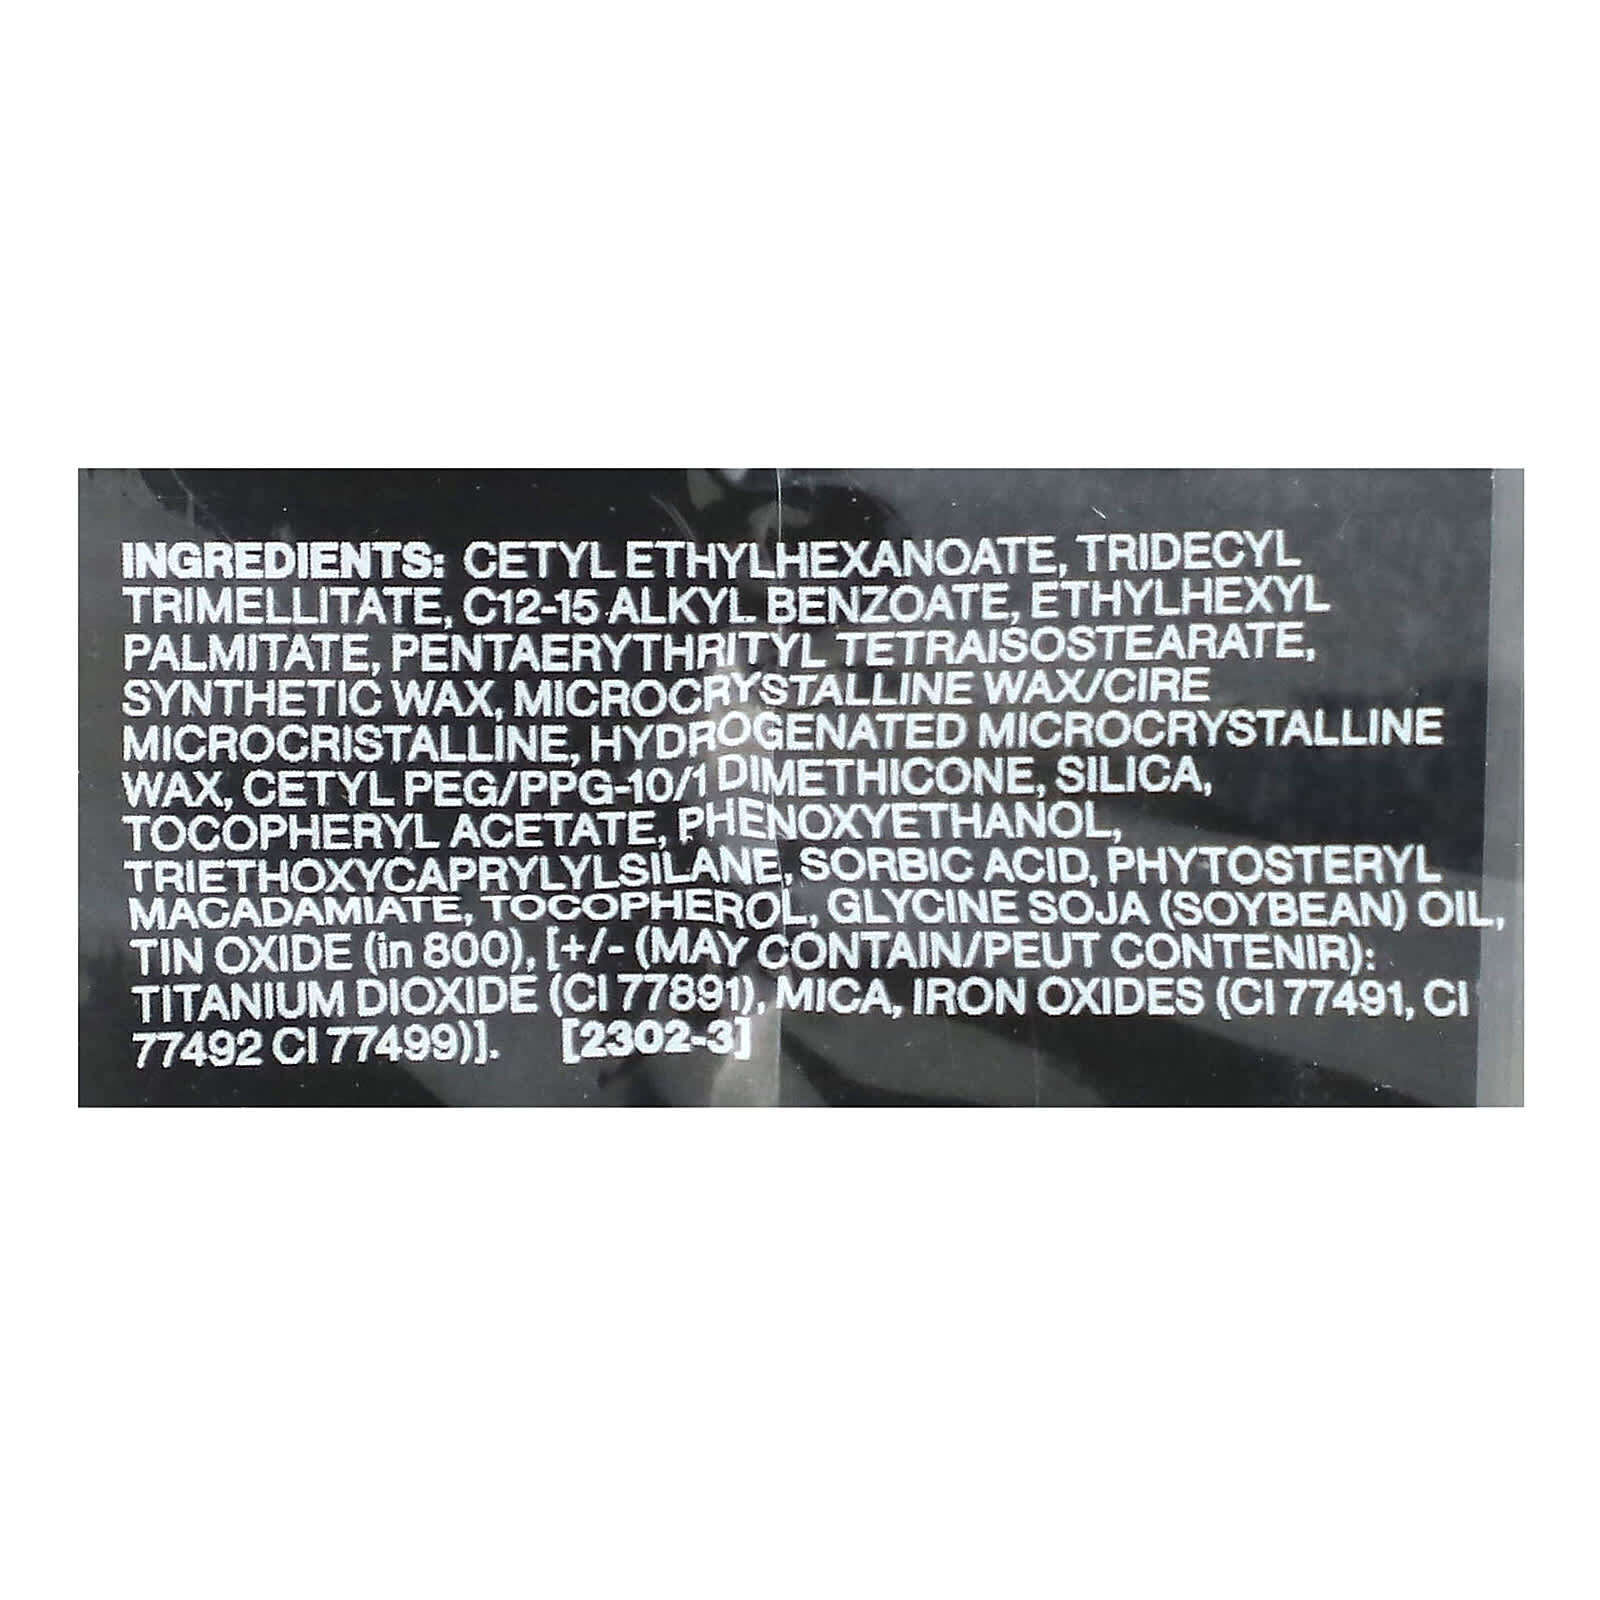 INGREDIENTS: CETYL ETHYLHEXANOATE, TRIDECYL
TRIMELLITATE, C12-15 ALKYL BENZOATE, ETHYLHEXYL
PALMITATE, PENTAERYTHRITYL TETRAISOSTEARATE,
SYNTHETIC WAX, MICROCRYSTALLINE WAX/CIRE
MICROCRISTALLINE, HYDROGENATED MICROCRYSTALLINE
WAX, CETYL PEG/PPG-10/1 DIMETHICONE, SILICA,
TOCOPHERYL ACETATE, PHENOXYETHANOL,
TRIETHOXYCAPRYLYLSILANE, SORBIC ACID, PHYTOSTERYL
MACADAMIATE, TOCOPHEROL, GLYCINE SOJA (SOYBEAN) OIL,
TIN OXIDE (in 800), [+/- (MAY CONTAIN/PEUT CONTENIR):
TITANIUM DIOXIDE (CI 77891), MICA, IRON OXIDES (CI 77491, CI
77492 CI 77499)]. [2302-3]